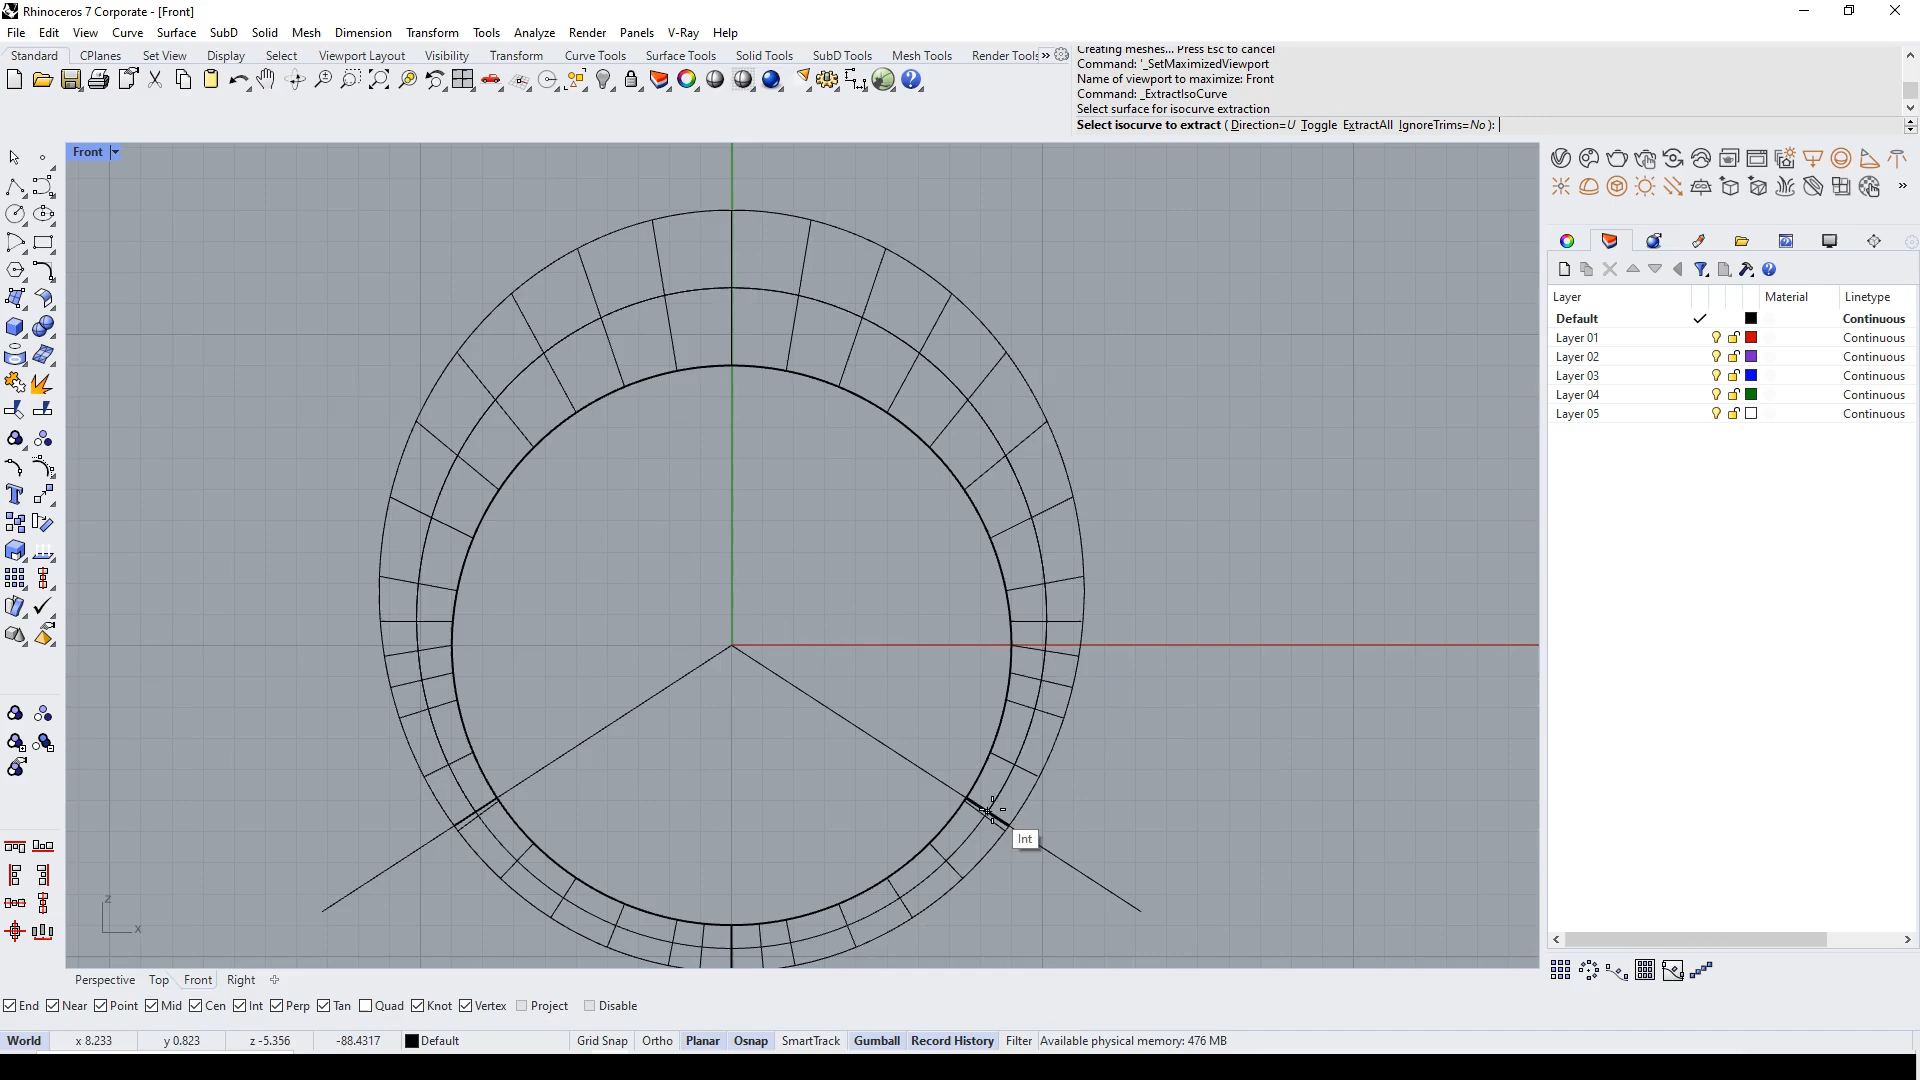 Rhinoceros 7 Corporate - [Front]
File Edit View Curve Surface SubD Solid Mesh Dimension Transform Tools Analyze Render Panels V-Ray Help
Standard CPlanes Set View Display Select Viewport Layout Visibility Transform Curve Tools Surface Tools Solid Tools SubD Tools Mesh Tools Render Tools »
Creating meshes... Press Esc to cancel
Command: '_SetMaximizedViewport
Name of viewport to maximize: Front
Command: _ExtractIsoCurve
Select surface for isocurve extraction
Select isocurve to extract ( Direction=U Toggle ExtractAll IgnoreTrims=No ):
Front
Layer Material Linetype
Default Continuous
Layer 01 Continuous
Layer 02 Continuous
Layer 03 Continuous
Layer 04 Continuous
Layer 05 Continuous
Int
z
x
Perspective Top Front Right
End Near Point Mid Cen Int Perp Tan Quad Knot Vertex Project Disable
World x 8.233 y 0.823 z -5.356 -88.4317 Default Grid Snap Ortho Planar Osnap SmartTrack Gumball Record History Filter Available physical memory: 476 MB